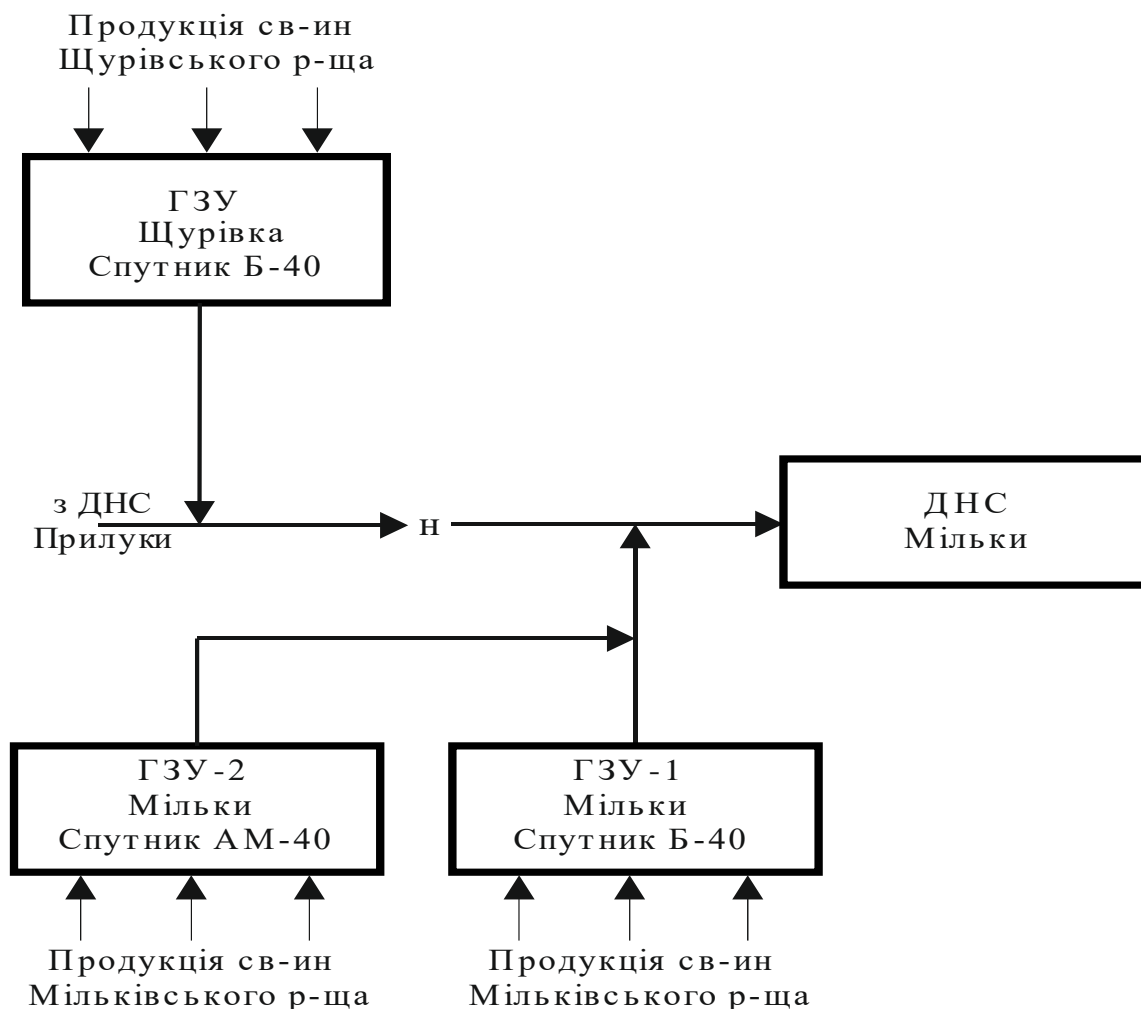 Продукція св-ин
Щурівського р-ща
ГЗУ
Щурівка
Спутник Б-40
з ДНС
Прилуки
н
ДНС
Мільки
ГЗУ-2
Мільки
Спутник АМ-40
ГЗУ-1
Мільки
Спутник Б-40
Продукція св-ин
Мільківського р-ща
Продукція св-ин
Мільківського р-ща